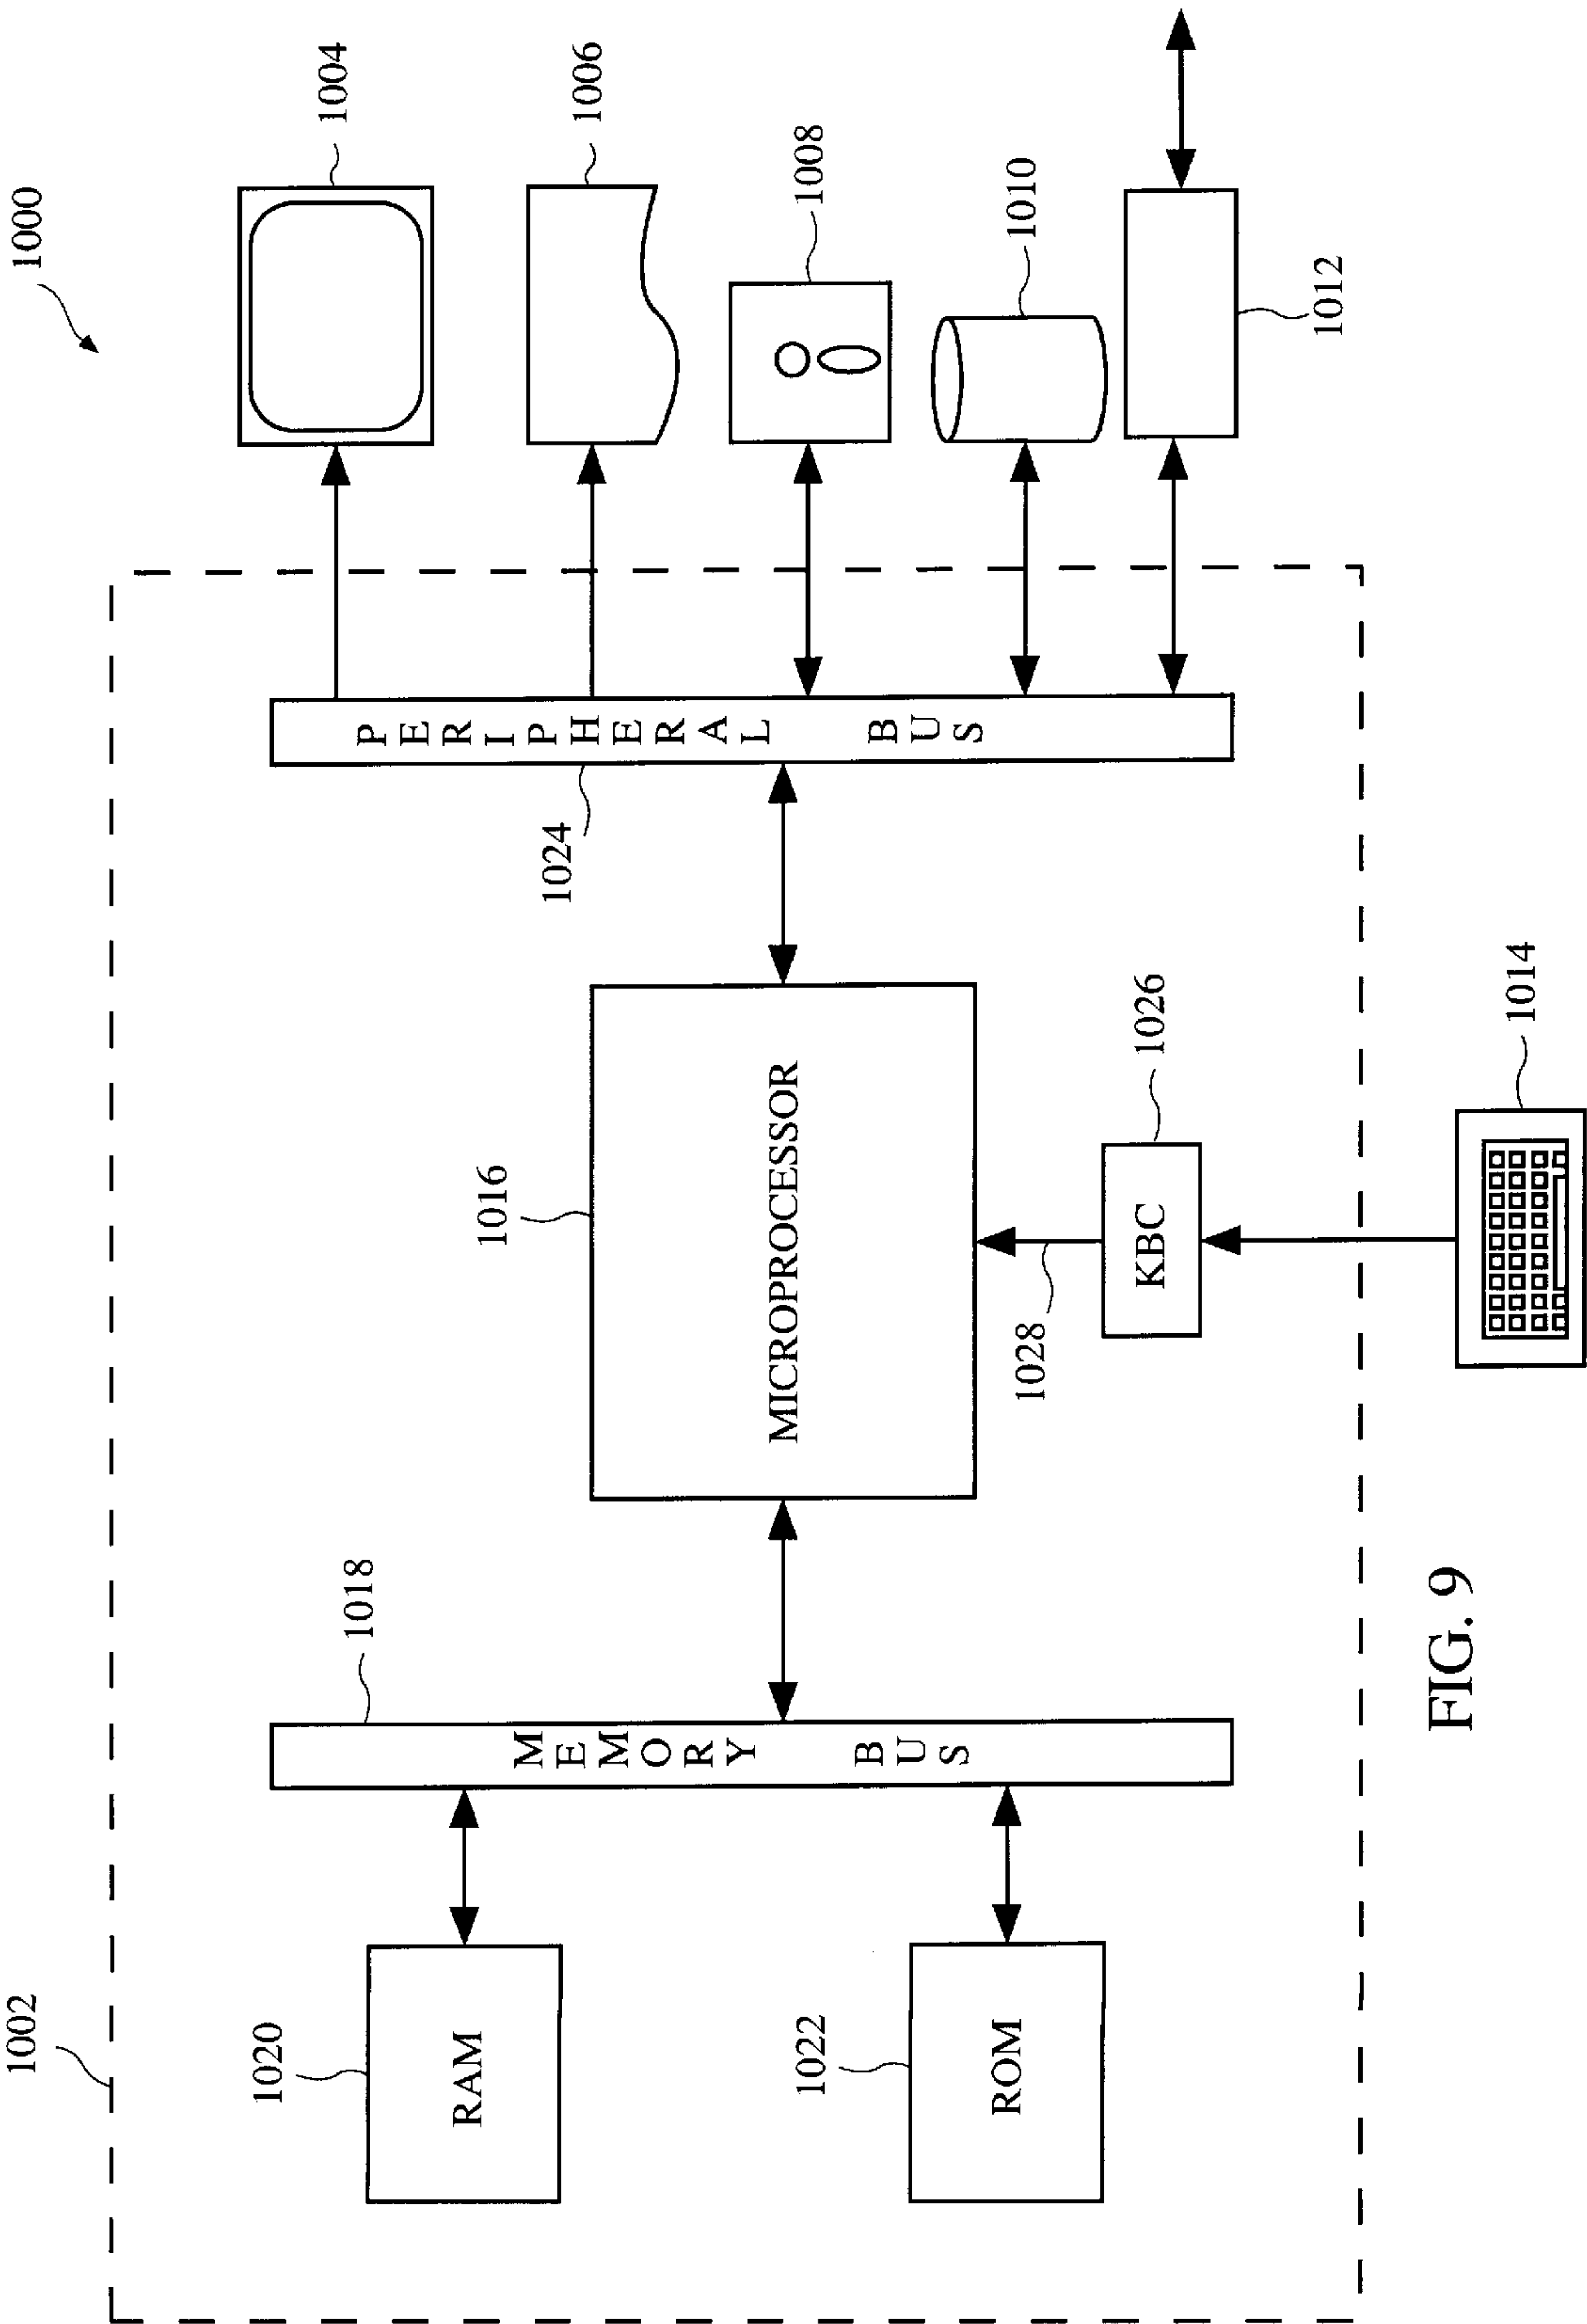 1000
1002
1004
1020
RAM
1018
MEMORY BUS
1016
MICROPROCESSOR
1024
PERIPHERAL BUS
1006
1008
1022
ROM
1028
KBC
1026
1010
1012
1014
FIG. 9